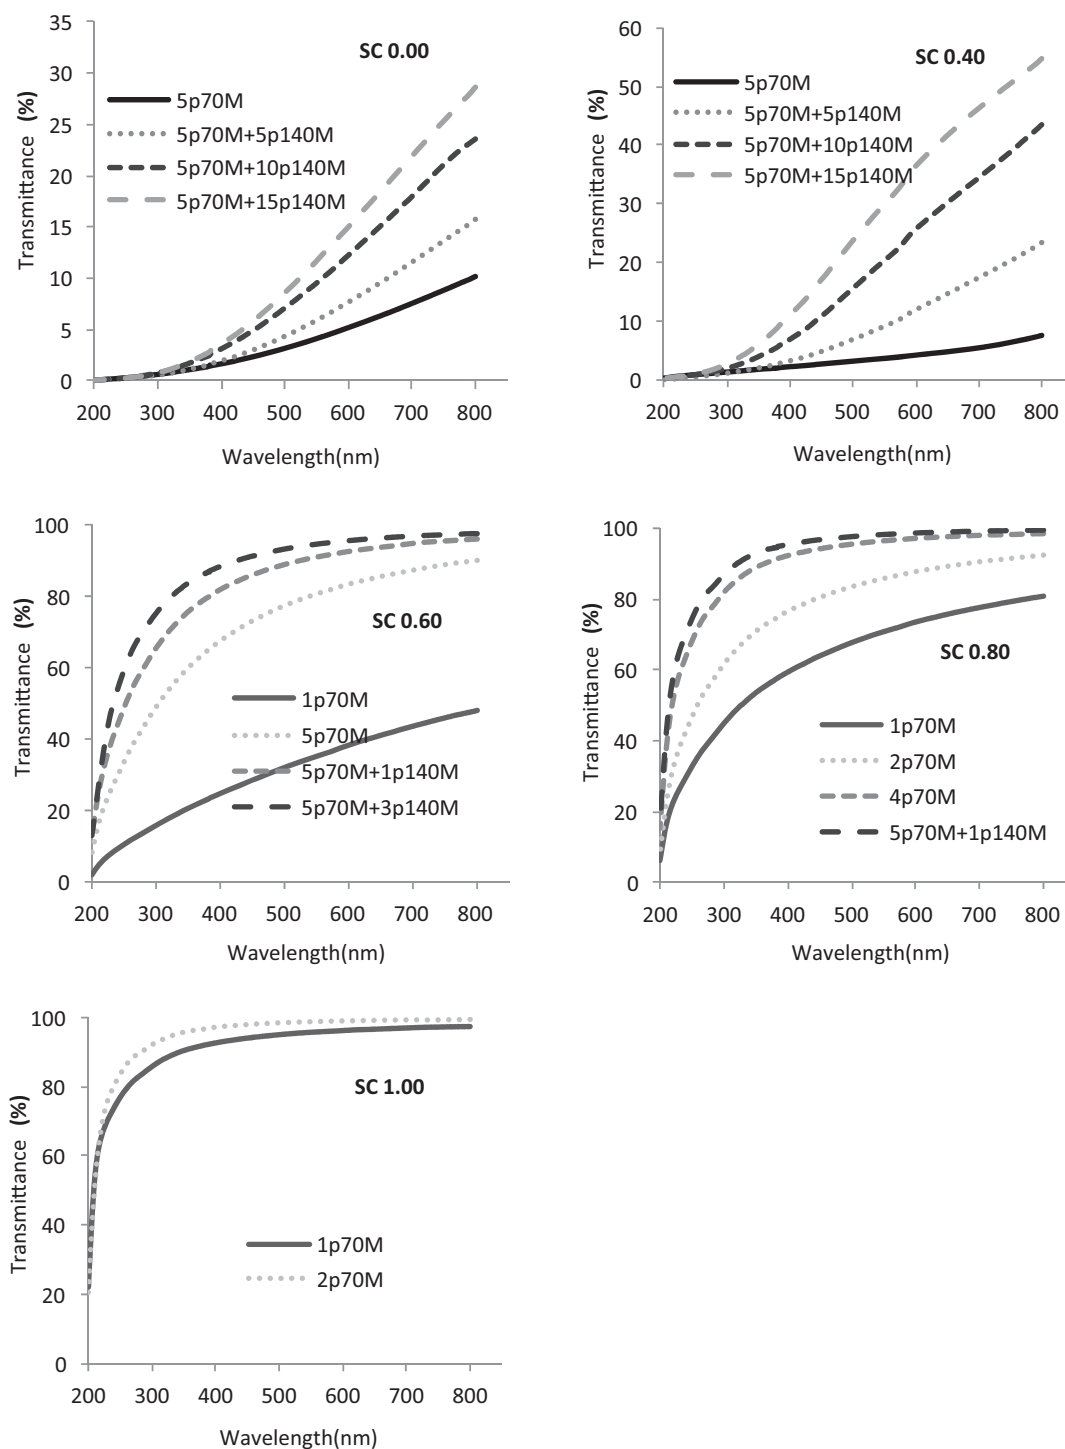 SC 0.00
Transmittance (%)
35
30
25
20
15
10
5
0
5p70M
5p70M+5p140M
5p70M+10p140M
5p70M+15p140M
200 300 400 500 600 700 800
Wavelength(nm)
SC 0.40
Transmittance (%)
60
50
40
30
20
10
0
5p70M
5p70M+5p140M
5p70M+10p140M
5p70M+15p140M
200 300 400 500 600 700 800
Wavelength(nm)
SC 0.60
Transmittance (%)
100
80
60
40
20
0
1p70M
5p70M
5p70M+1p140M
5p70M+3p140M
200 300 400 500 600 700 800
Wavelength(nm)
SC 0.80
Transmittance (%)
100
80
60
40
20
0
1p70M
2p70M
4p70M
5p70M+1p140M
200 300 400 500 600 700 800
Wavelength(nm)
SC 1.00
Transmittance (%)
100
80
60
40
20
0
1p70M
2p70M
200 300 400 500 600 700 800
Wavelength(nm)